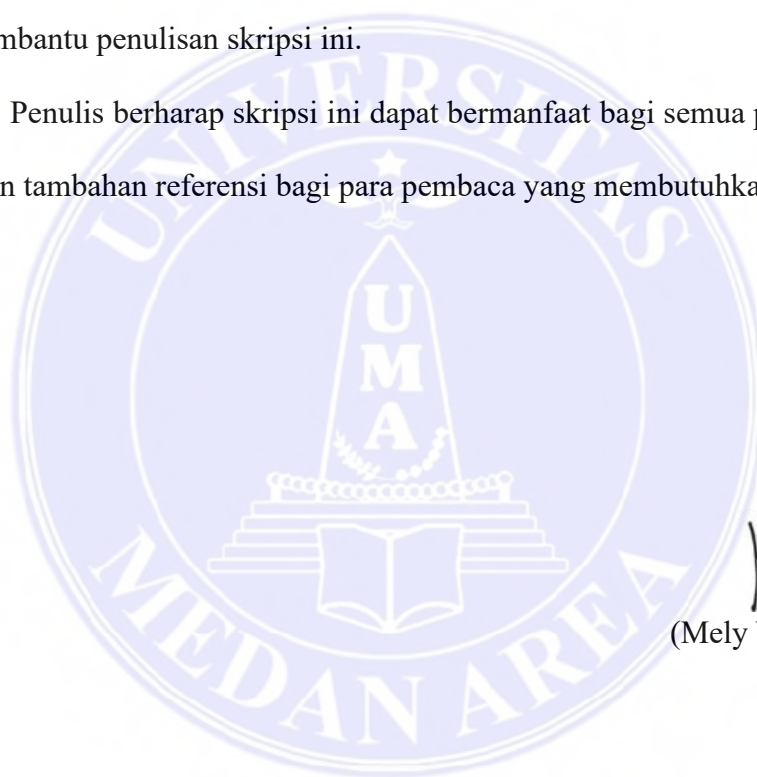 mbantu penulisan skripsi ini.
Penulis berharap skripsi ini dapat bermanfaat bagi semua p
n tambahan referensi bagi para pembaca yang membutuhka
UNIVERSITAS
UMA
MEDAN AREA
(Mely